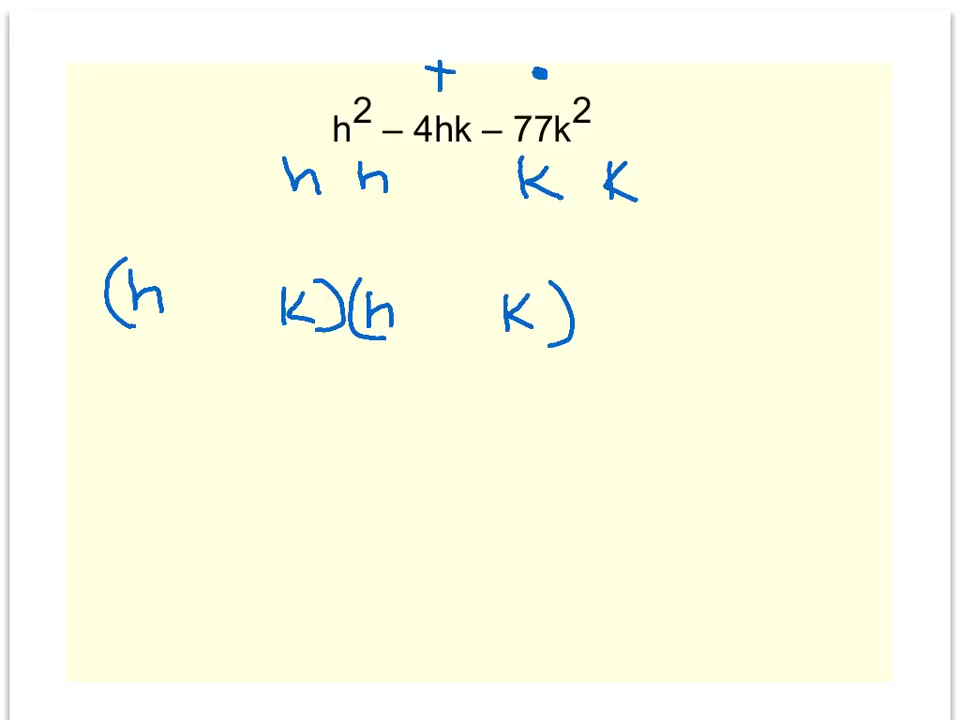 + •
h² – 4hk – 77k²
h h k k
(h k)(h k)